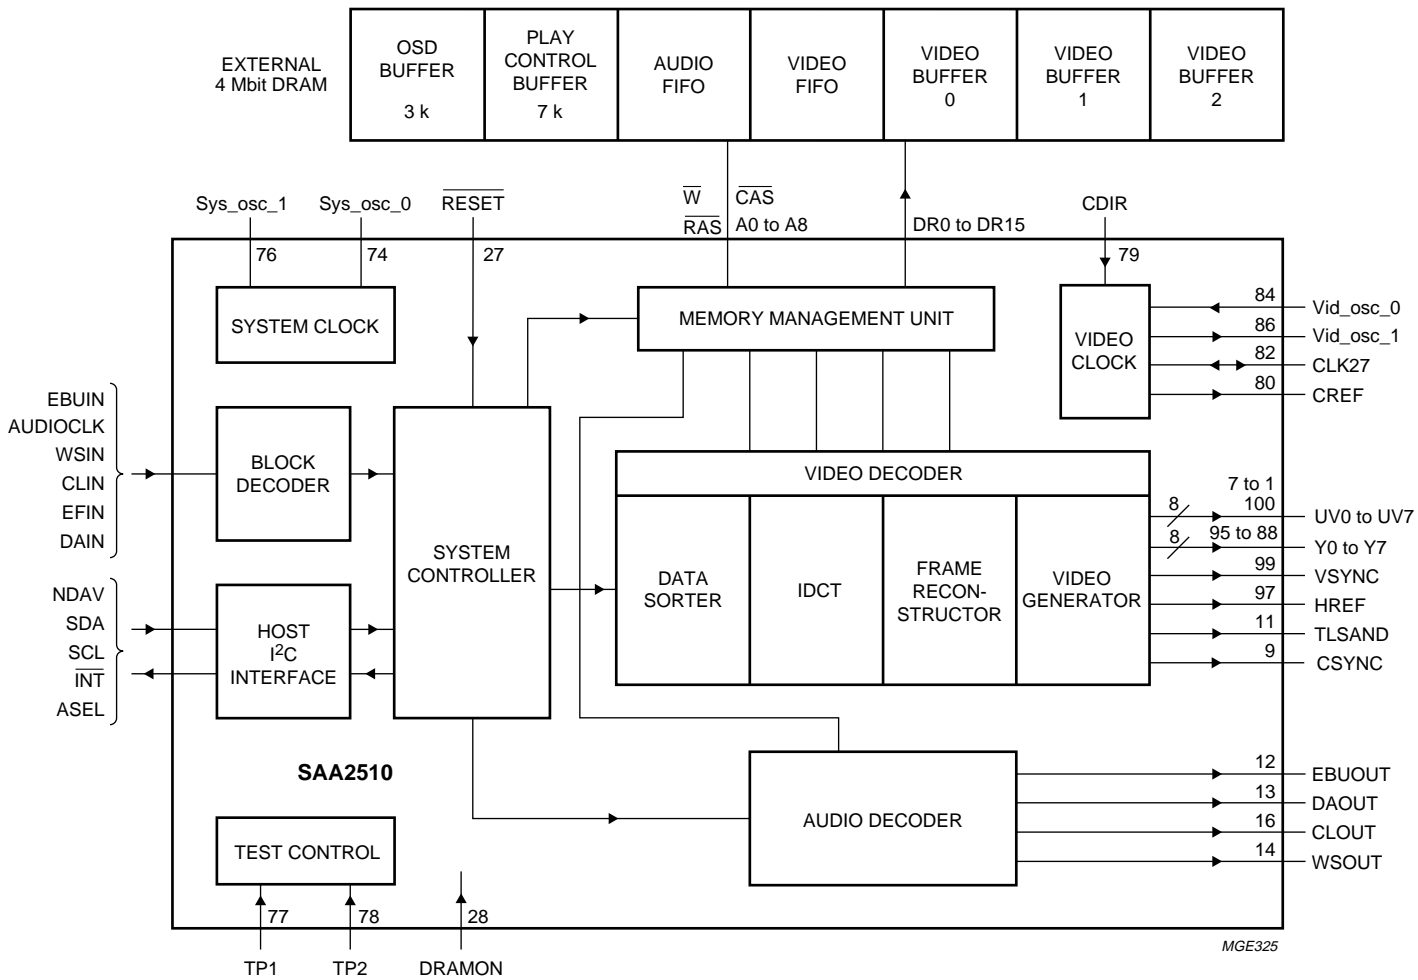 EXTERNAL
4 Mbit DRAM
OSD
BUFFER
3 k
PLAY
CONTROL
BUFFER
7 k
AUDIO
FIFO
VIDEO
FIFO
VIDEO
BUFFER
0
VIDEO
BUFFER
1
VIDEO
BUFFER
2
Sys_osc_1
Sys_osc_0
RESET
W
CAS
RAS
A0 to A8
DR0 to DR15
CDIR
76
74
27
79
SYSTEM CLOCK
MEMORY MANAGEMENT UNIT
VIDEO
CLOCK
84
Vid_osc_0
86
Vid_osc_1
82
CLK27
80
CREF
EBUIN
AUDIOCLK
WSIN
CLIN
EFIN
DAIN
BLOCK
DECODER
SYSTEM
CONTROLLER
VIDEO DECODER
DATA
SORTER
IDCT
FRAME
RECON-
STRUCTOR
VIDEO
GENERATOR
7 to 1
8
100
UV0 to UV7
8
95 to 88
Y0 to Y7
99
VSYNC
97
HREF
11
TLSAND
9
CSYNC
NDAV
SDA
SCL
INT
ASEL
HOST
I2C
INTERFACE
SAA2510
AUDIO DECODER
12
EBUOUT
13
DAOUT
16
CLOUT
14
WSOUT
TEST CONTROL
77
78
28
TP1
TP2
DRAMON
MGE325